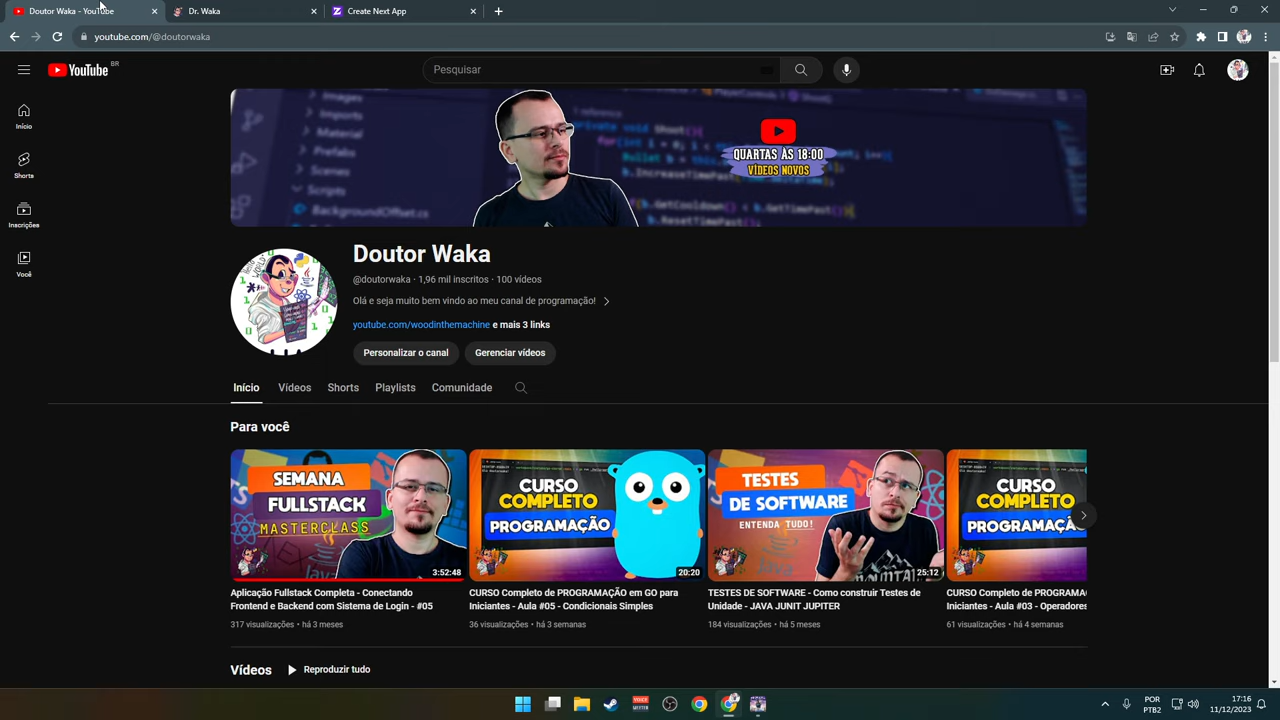 Doutor Waka - YouTube
Dr. Waka
Create Next App
youtube.com/@doutorwaka
YouTube BR
Pesquisar
Início
Shorts
Inscrições
Você
Images
Imports
Material
Prefabs
Scenes
Scripts
BackgroundOffset.cs
QUARTAS ÀS 18:00
VÍDEOS NOVOS
Doutor Waka
@doutorwaka · 1,96 mil inscritos · 100 vídeos
Olá e seja muito bem vindo ao meu canal de programação!
youtube.com/woodinthemachine e mais 3 links
Personalizar o canal
Gerenciar vídeos
Início
Vídeos
Shorts
Playlists
Comunidade
Para você
SEMANA
FULLSTACK
MASTERCLASS
3:52:48
CURSO
COMPLETO
PROGRAMAÇÃO
20:20
TESTES
DE SOFTWARE
ENTENDA TUDO!
25:12
CURSO
COMPLETO
PROGRAMAÇÃ
Aplicação Fullstack Completa - Conectando
Frontend e Backend com Sistema de Login - #05
317 visualizações • há 3 meses
CURSO Completo de PROGRAMAÇÃO em GO para
Iniciantes - Aula #05 - Condicionais Simples
36 visualizações • há 3 semanas
TESTES DE SOFTWARE - Como construir Testes de
Unidade - JAVA JUNIT JUPITER
184 visualizações • há 5 meses
CURSO Completo de PROGRAMA
Iniciantes - Aula #03 - Operadores
61 visualizações • há 4 semanas
Vídeos
Reproduzir tudo
POR
PTB2
17:16
11/12/2023